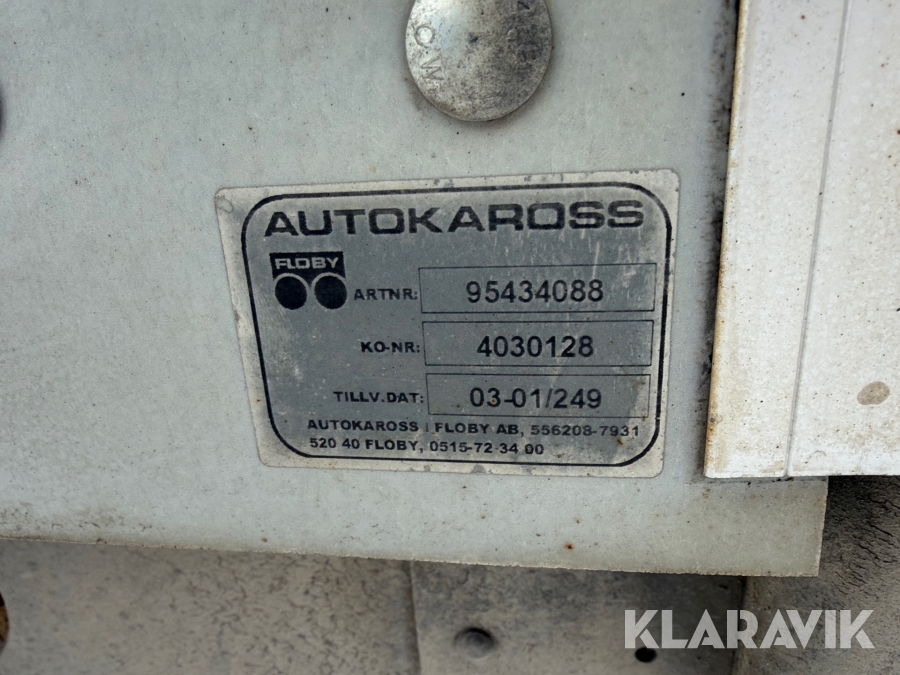 AUTOKAROSS
FLOBY
ARTNR: 95434088
KO-NR: 4030128
TILLV.DAT: 03-01/249
AUTOKAROSS I FLOBY AB, 556208-7931
520 40 FLOBY, 0515-72 34 00
KLARAVIK